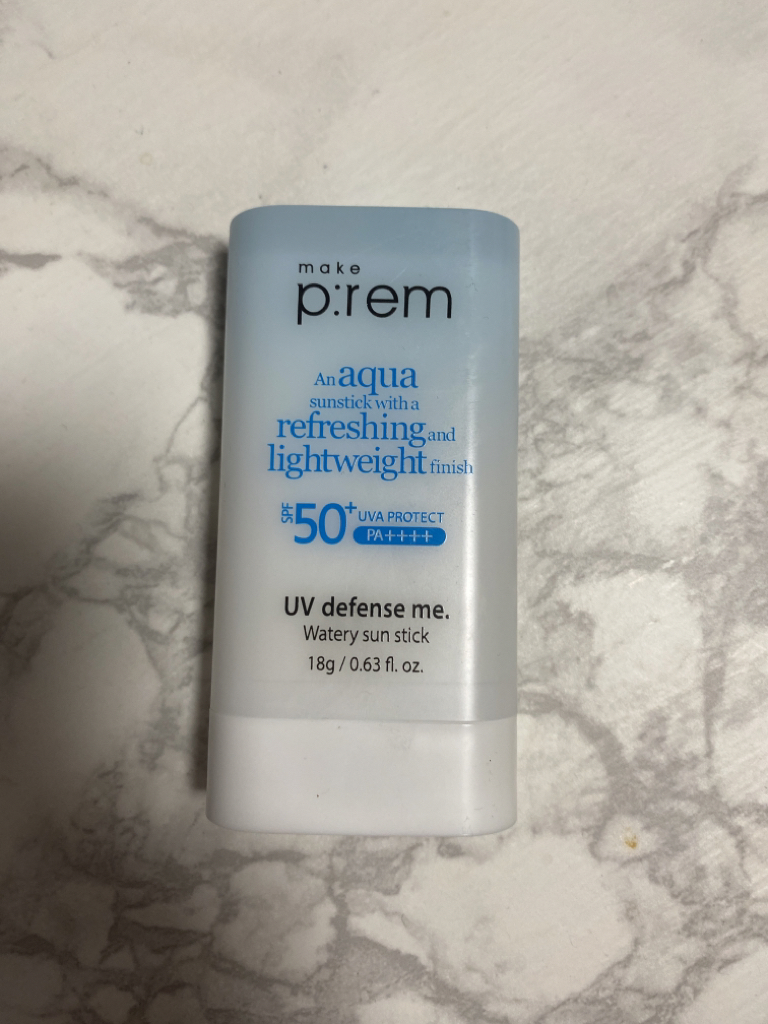 make
p:rem
An aqua
sunstick with a
refreshing and
lightweight finish
SPF 50+ UVA PROTECT
PA++++
UV defense me.
Watery sun stick
18g / 0.63 fl. oz.